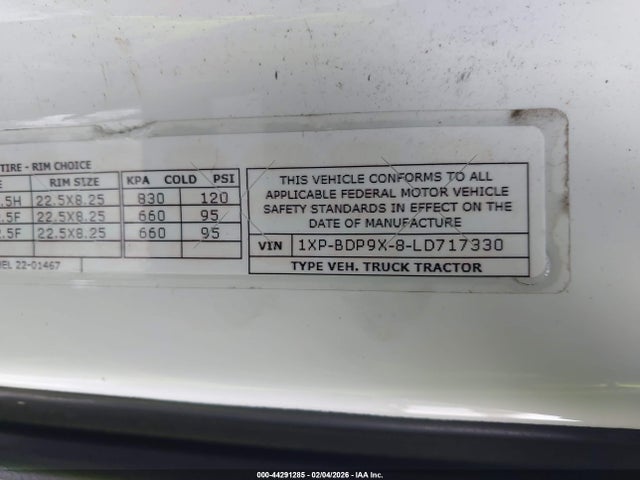 TIRE - RIM CHOICE
RIM SIZE KPA COLD PSI
.5H 22.5X8.25 830 120
.5F 22.5X8.25 660 95
2.5F 22.5X8.25 660 95
EL 22-01467
THIS VEHICLE CONFORMS TO ALL
APPLICABLE FEDERAL MOTOR VEHICLE
SAFETY STANDARDS IN EFFECT ON THE
DATE OF MANUFACTURE
VIN 1XP-BDP9X-8-LD717330
TYPE VEH. TRUCK TRACTOR
000-44291285 - 02/04/2026 - IAA Inc.